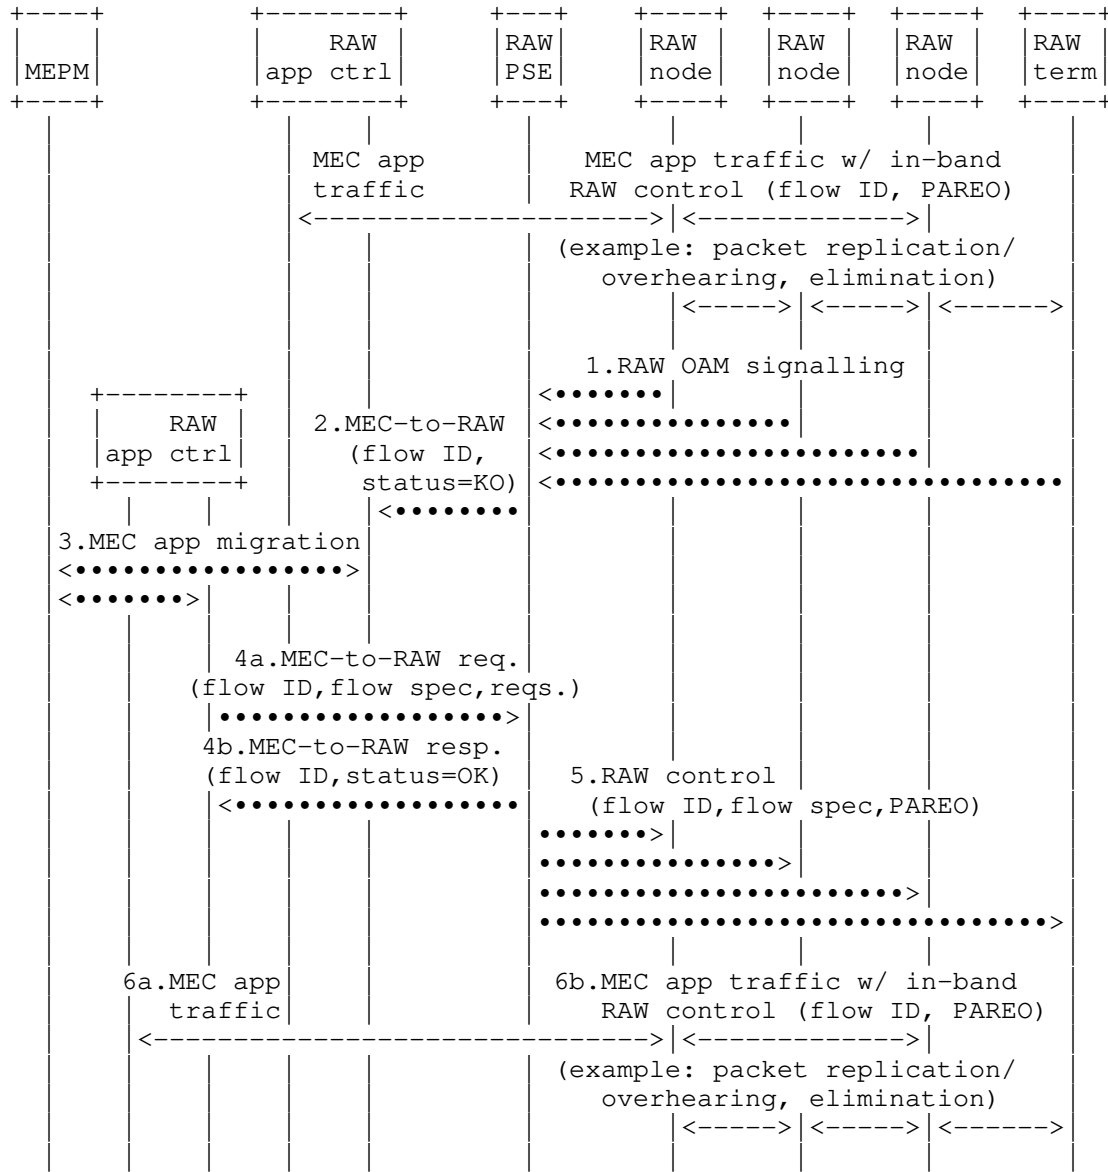 RAW RAW RAW RAW RAW RAW
MEPM app ctrl PSE node node node term
MEC app MEC app traffic w/ in-band
traffic RAW control (flow ID, PAREO)
(example: packet replication/
overhearing, elimination)
1.RAW OAM signalling
RAW 2.MEC-to-RAW
app ctrl (flow ID,
status=KO)
3.MEC app migration
4a.MEC-to-RAW req.
(flow ID,flow spec,reqs.)
4b.MEC-to-RAW resp.
(flow ID,status=OK) 5.RAW control
(flow ID,flow spec,PAREO)
6a.MEC app 6b.MEC app traffic w/ in-band
traffic RAW control (flow ID, PAREO)
(example: packet replication/
overhearing, elimination)